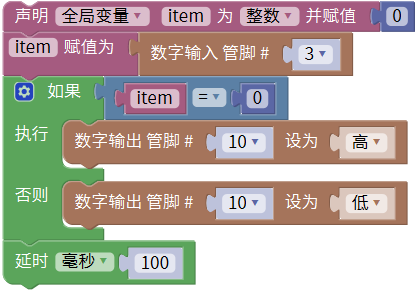 声明 全局变量 item 为 整数 并赋值 0
item 赋值为 数字输入 管脚 # 3
如果 item = 0
执行 数字输出 管脚 # 10 设为 高
否则 数字输出 管脚 # 10 设为 低
延时 毫秒 100